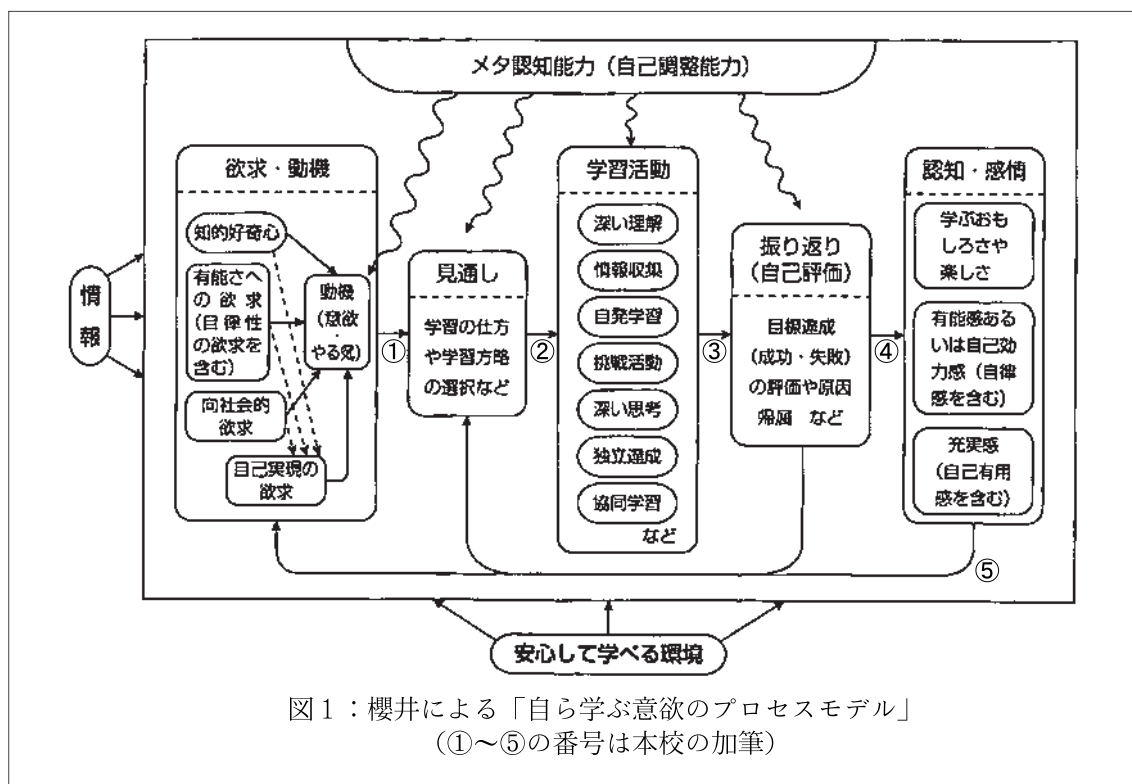 メタ認知能力（自己調整能力）
情
報
欲求・動機
知的好奇心
有能さへ
の欲求
（自律性
の欲求を
含む）
向社会的
欲求
自己実現の
欲求
動機
（意欲・
やる気）
①
見通し
学習の仕方
や学習方略
の選択など
②
学習活動
深い理解
情報収集
自発学習
挑戦活動
深い思考
独立達成
協同学習
など
③
振り返り
（自己評価）
目標達成
（成功・失敗）
の評価や原因
帰属 など
④
認知・感情
学ぶおも
しろさや
楽しさ
有能感ある
いは自己効
力感（自律
感を含む）
充実感
（自己有用
感を含む）
⑤
安心して学べる環境
図１：櫻井による「自ら学ぶ意欲のプロセスモデル」
（①～⑤の番号は本校の加筆）